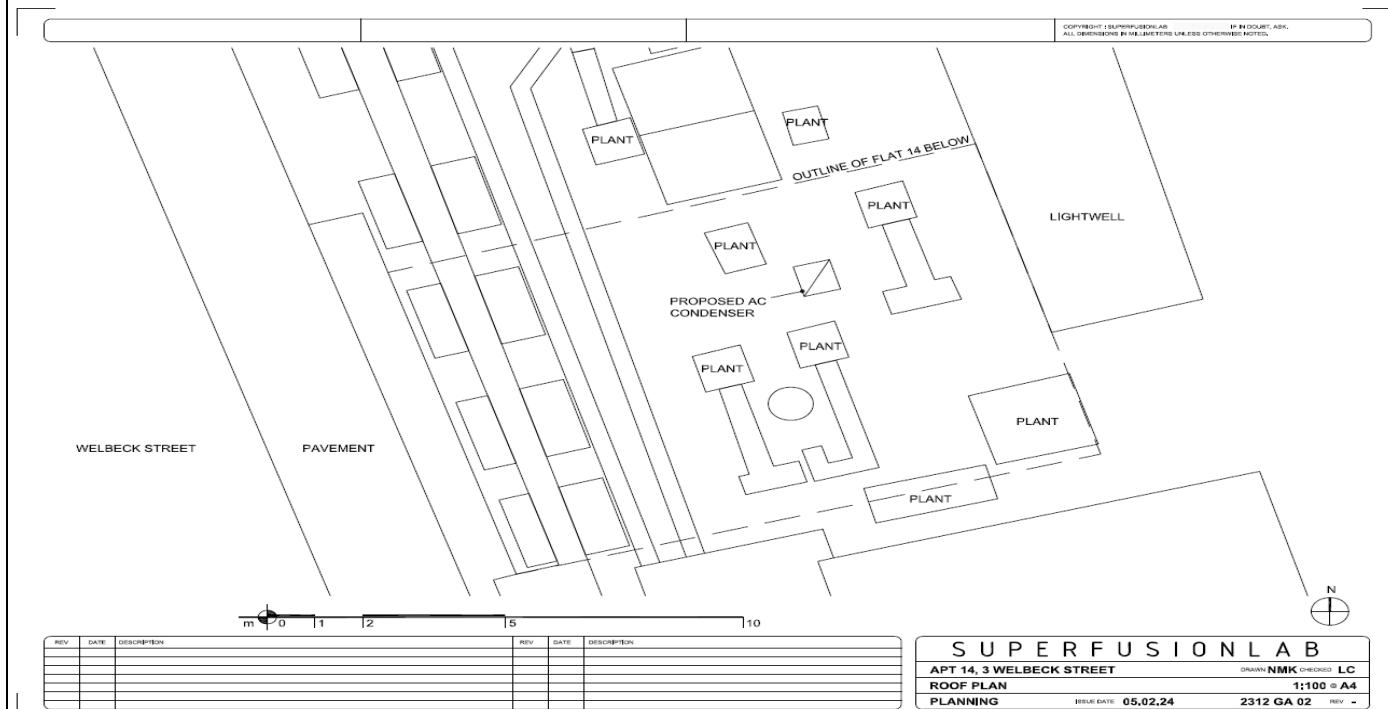 COPYRIGHT : SUPERFUSIONLAB IF IN DOUBT, ASK.
ALL DIMENSIONS IN MILLIMETERS UNLESS OTHERWISE NOTED.
PLANT
PLANT
OUTLINE OF FLAT 14 BELOW
PLANT
LIGHTWELL
PLANT
PROPOSED AC
CONDENSER
PLANT
PLANT
PLANT
WELBECK STREET
PAVEMENT
PLANT
N
m 0 1 2 5 10
REV DATE DESCRIPTION REV DATE DESCRIPTION
SUPERFUSIONLAB
APT 14, 3 WELBECK STREET DRAWN NMK CHECKED LC
ROOF PLAN 1:100 @ A4
PLANNING ISSUE DATE 05.02.24 2312 GA 02 REV -